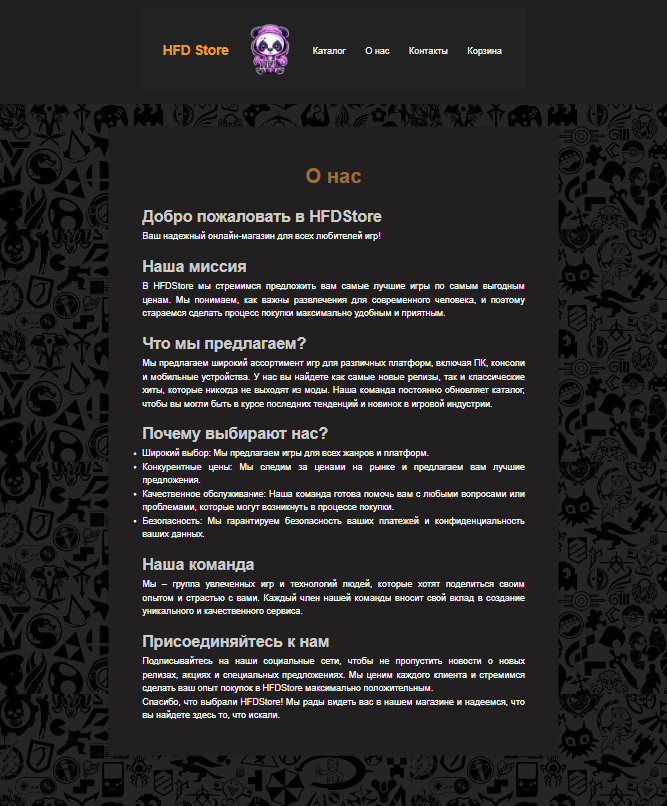 HFD Store
Каталог О нас Контакты Корзина
О нас
Добро пожаловать в HFDStore
Ваш надежный онлайн-магазин для всех любителей игр!
Наша миссия
В HFDStore мы стремимся предложить вам самые лучшие игры по самым выгодным
ценам. Мы понимаем, как важны развлечения для современного человека, и поэтому
стараемся сделать процесс покупки максимально удобным и приятным.
Что мы предлагаем?
Мы предлагаем широкий ассортимент игр для различных платформ, включая ПК, консоли
и мобильные устройства. У нас вы найдете как самые новые релизы, так и классические
хиты, которые никогда не выходят из моды. Наша команда постоянно обновляет каталог,
чтобы вы могли быть в курсе последних тенденций и новинок в игровой индустрии.
Почему выбирают нас?
• Широкий выбор: Мы предлагаем игры для всех жанров и платформ.
• Конкурентные цены: Мы следим за ценами на рынке и предлагаем вам лучшие
предложения.
• Качественное обслуживание: Наша команда готова помочь вам с любыми вопросами или
проблемами, которые могут возникнуть в процессе покупки.
• Безопасность: Мы гарантируем безопасность ваших платежей и конфиденциальность
ваших данных.
Наша команда
Мы – группа увлеченных игр и технологий людей, которые хотят поделиться своим
опытом и страстью с вами. Каждый член нашей команды вносит свой вклад в создание
уникального и качественного сервиса.
Присоединяйтесь к нам
Подписывайтесь на наши социальные сети, чтобы не пропустить новости о новых
релизах, акциях и специальных предложениях. Мы ценим каждого клиента и стремимся
сделать ваш опыт покупок в HFDStore максимально положительным.
Спасибо, что выбрали HFDStore! Мы рады видеть вас в нашем магазине и надеемся, что
вы найдете здесь то, что искали.